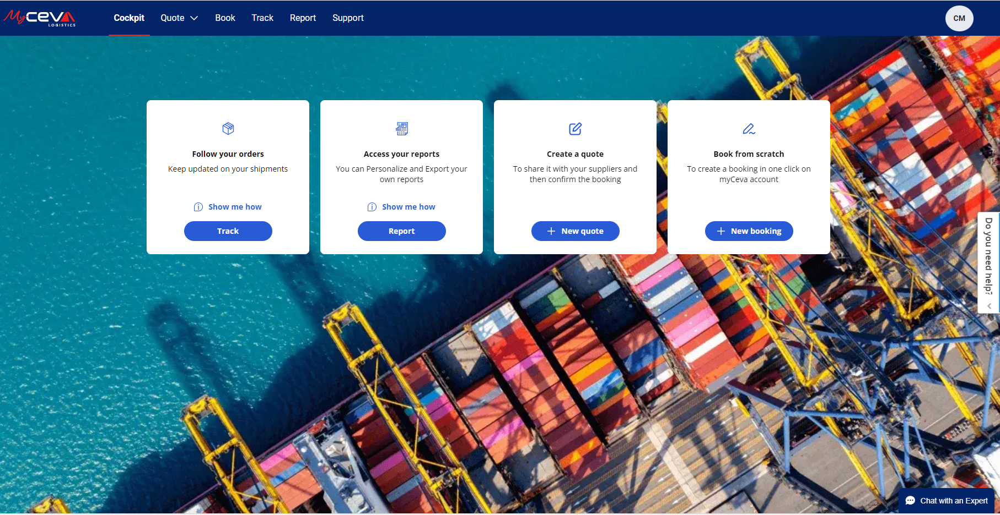 My CEVA
LOGISTICS
Cockpit
Quote
Book
Track
Report
Support
CM
Follow your orders
Keep updated on your shipments
Show me how
Track
Access your reports
You can Personalize and Export your
own reports
Show me how
Report
Create a quote
To share it with your suppliers and
then confirm the booking
New quote
Book from scratch
To create a booking in one click on
myCeva account
New booking
Do you need help?
Chat with an Expert